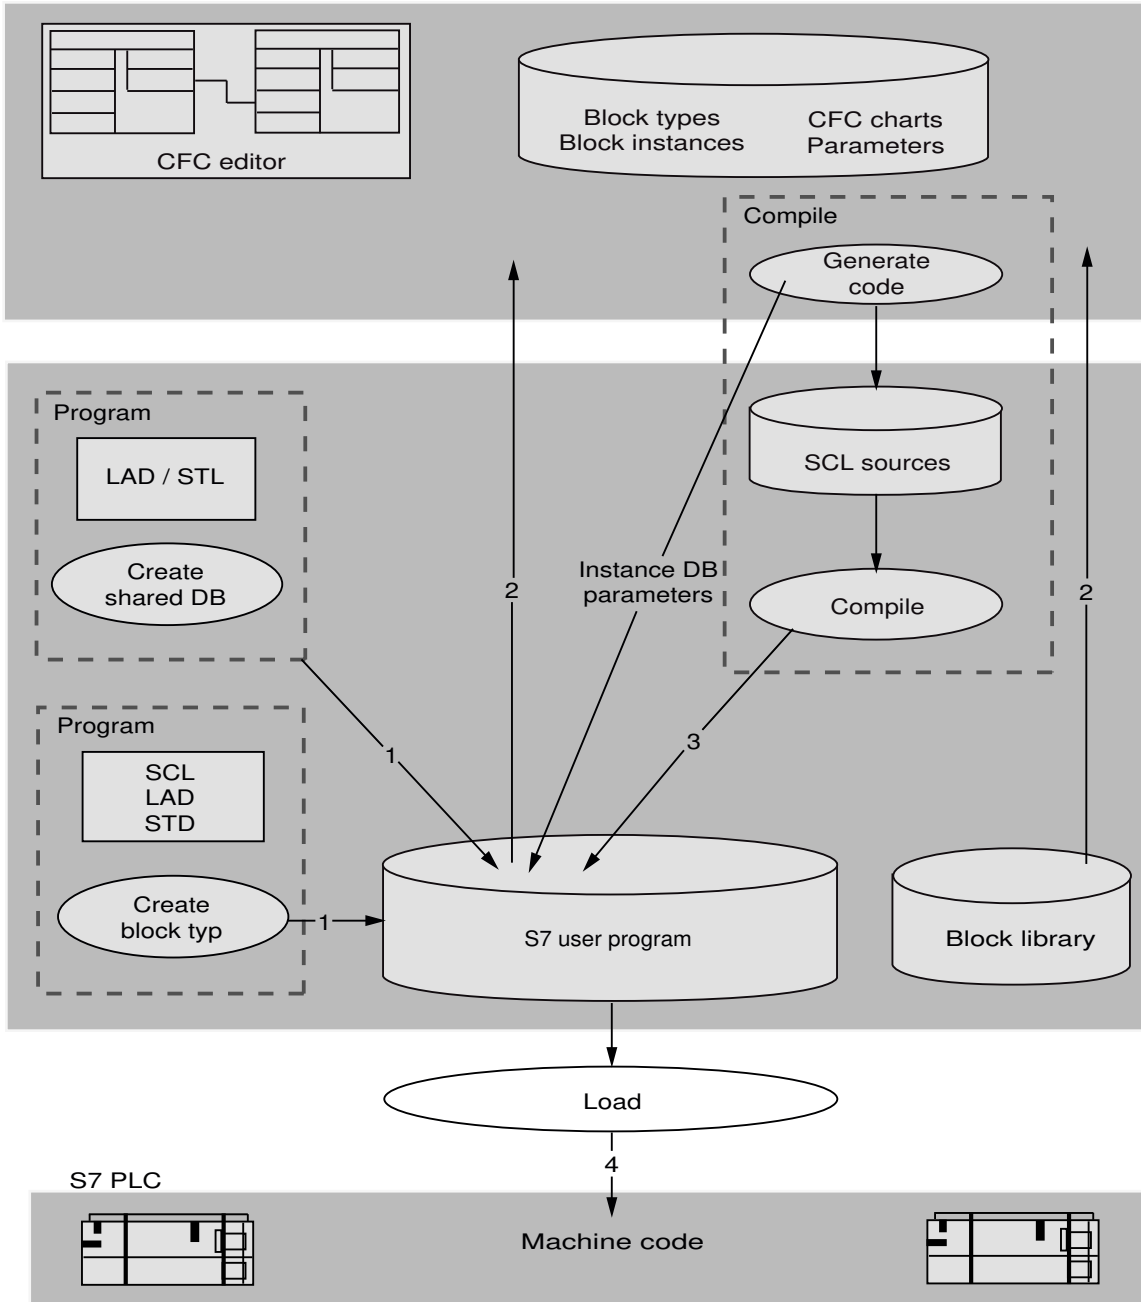 CFC editor
Block types
Block instances
CFC charts
Parameters
Compile
Generate
code
Program
LAD / STL
Create
shared DB
SCL sources
2
Instance DB
parameters
Compile
2
Program
1
3
SCL
LAD
STD
Create
block typ
1
S7 user program
Block library
Load
4
S7 PLC
Machine code